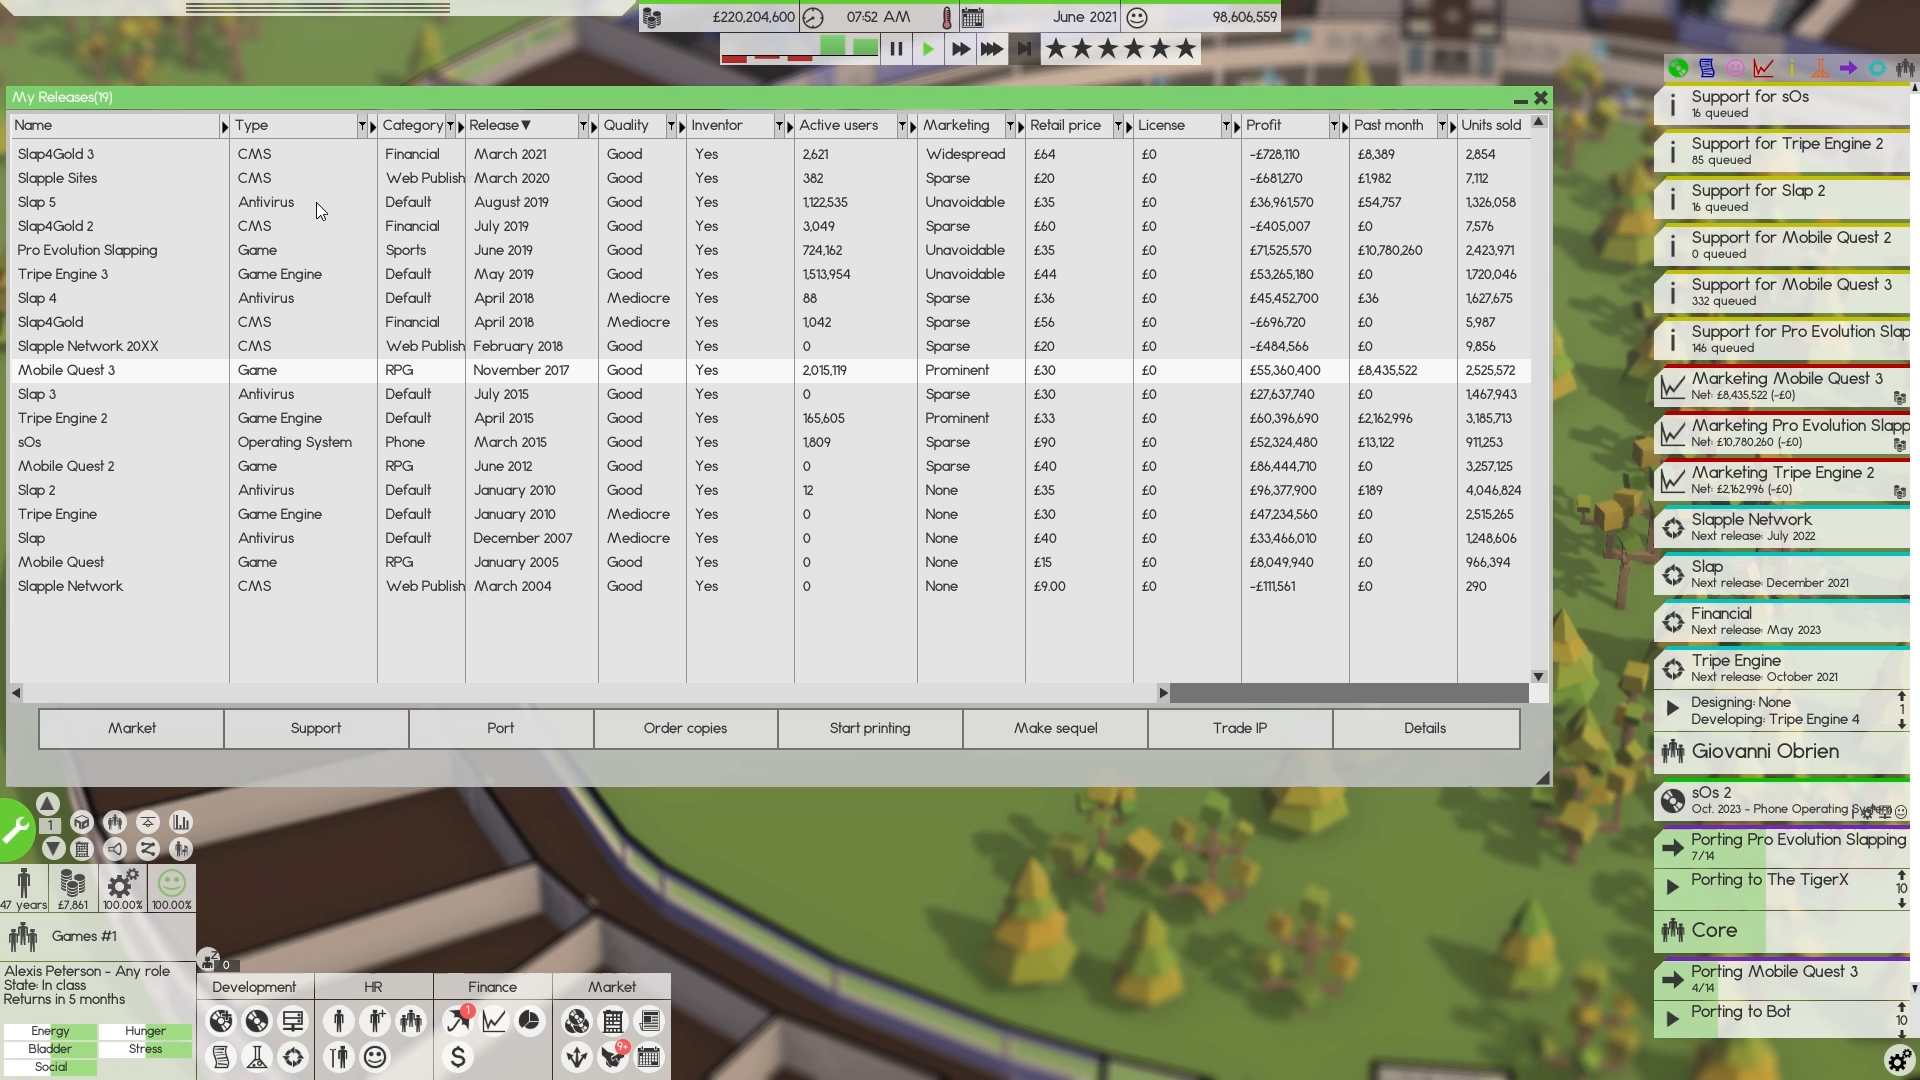 £220,204,600 07:52 AM June 2021 98,606,559
My Releases(19)
Name Type Category Release▼ Quality Inventor Active users Marketing Retail price License Profit Past month Units sold
Slap4Gold 3 CMS Financial March 2021 Good Yes 2,621 Widespread £64 £0 -£728,110 £8,389 2,854
Slapple Sites CMS Web Publish March 2020 Good Yes 382 Sparse £20 £0 -£681,270 £1,982 7,112
Slap 5 Antivirus Default August 2019 Good Yes 1,122,535 Unavoidable £35 £0 £36,961,570 £54,757 1,326,058
Slap4Gold 2 CMS Financial July 2019 Good Yes 3,049 Sparse £60 £0 -£405,007 £0 7,576
Pro Evolution Slapping Game Sports June 2019 Good Yes 724,162 Unavoidable £35 £0 £71,525,570 £10,780,260 2,423,971
Tripe Engine 3 Game Engine Default May 2019 Good Yes 1,513,954 Unavoidable £44 £0 £53,265,180 £0 1,720,046
Slap 4 Antivirus Default April 2018 Mediocre Yes 88 Sparse £36 £0 £45,452,700 £36 1,627,675
Slap4Gold CMS Financial April 2018 Mediocre Yes 1,042 Sparse £56 £0 -£696,720 £0 5,987
Slapple Network 20XX CMS Web Publish February 2018 Good Yes 0 Sparse £20 £0 -£484,566 £0 9,856
Mobile Quest 3 Game RPG November 2017 Good Yes 2,015,119 Prominent £30 £0 £55,360,400 £8,435,522 2,525,572
Slap 3 Antivirus Default July 2015 Good Yes 0 Sparse £30 £0 £27,637,740 £0 1,467,943
Tripe Engine 2 Game Engine Default April 2015 Good Yes 165,605 Prominent £33 £0 £60,396,690 £2,162,996 3,185,713
sOs Operating System Phone March 2015 Good Yes 1,809 Sparse £90 £0 £52,324,480 £13,122 911,253
Mobile Quest 2 Game RPG June 2012 Good Yes 0 Sparse £40 £0 £86,444,710 £0 3,257,125
Slap 2 Antivirus Default January 2010 Good Yes 12 None £35 £0 £96,377,900 £189 4,046,824
Tripe Engine Game Engine Default January 2010 Mediocre Yes 0 None £30 £0 £47,234,560 £0 2,515,265
Slap Antivirus Default December 2007 Mediocre Yes 0 None £40 £0 £33,466,010 £0 1,248,606
Mobile Quest Game RPG January 2005 Good Yes 0 None £15 £0 £8,049,940 £0 966,394
Slapple Network CMS Web Publish March 2004 Good Yes 0 None £9.00 £0 -£111,561 £0 290
Market Support Port Order copies Start printing Make sequel Trade IP Details
Support for sOs
16 queued
Support for Tripe Engine 2
85 queued
Support for Slap 2
16 queued
Support for Mobile Quest 2
0 queued
Support for Mobile Quest 3
332 queued
Support for Pro Evolution Slap
146 queued
Marketing Mobile Quest 3
Net: £8,435,522 (-£0)
Marketing Pro Evolution Slapp
Net: £10,780,260 (-£0)
Marketing Tripe Engine 2
Net: £2,162,996 (-£0)
Slapple Network
Next release: July 2022
Slap
Next release: December 2021
Financial
Next release: May 2023
Tripe Engine
Next release: October 2021
Designing: None
Developing: Tripe Engine 4
1
Giovanni Obrien
sOs 2
Oct. 2023 - Phone Operating System
Porting Pro Evolution Slapping
7/14
Porting to The TigerX
10
Core
Porting Mobile Quest 3
4/14
Porting to Bot
10
1
47 years £7,861 100.00% 100.00%
Games #1
Alexis Peterson - Any role
State: In class
Returns in 5 months
Energy Hunger
Bladder Stress
Social
z
0
Development HR Finance Market
1
9+